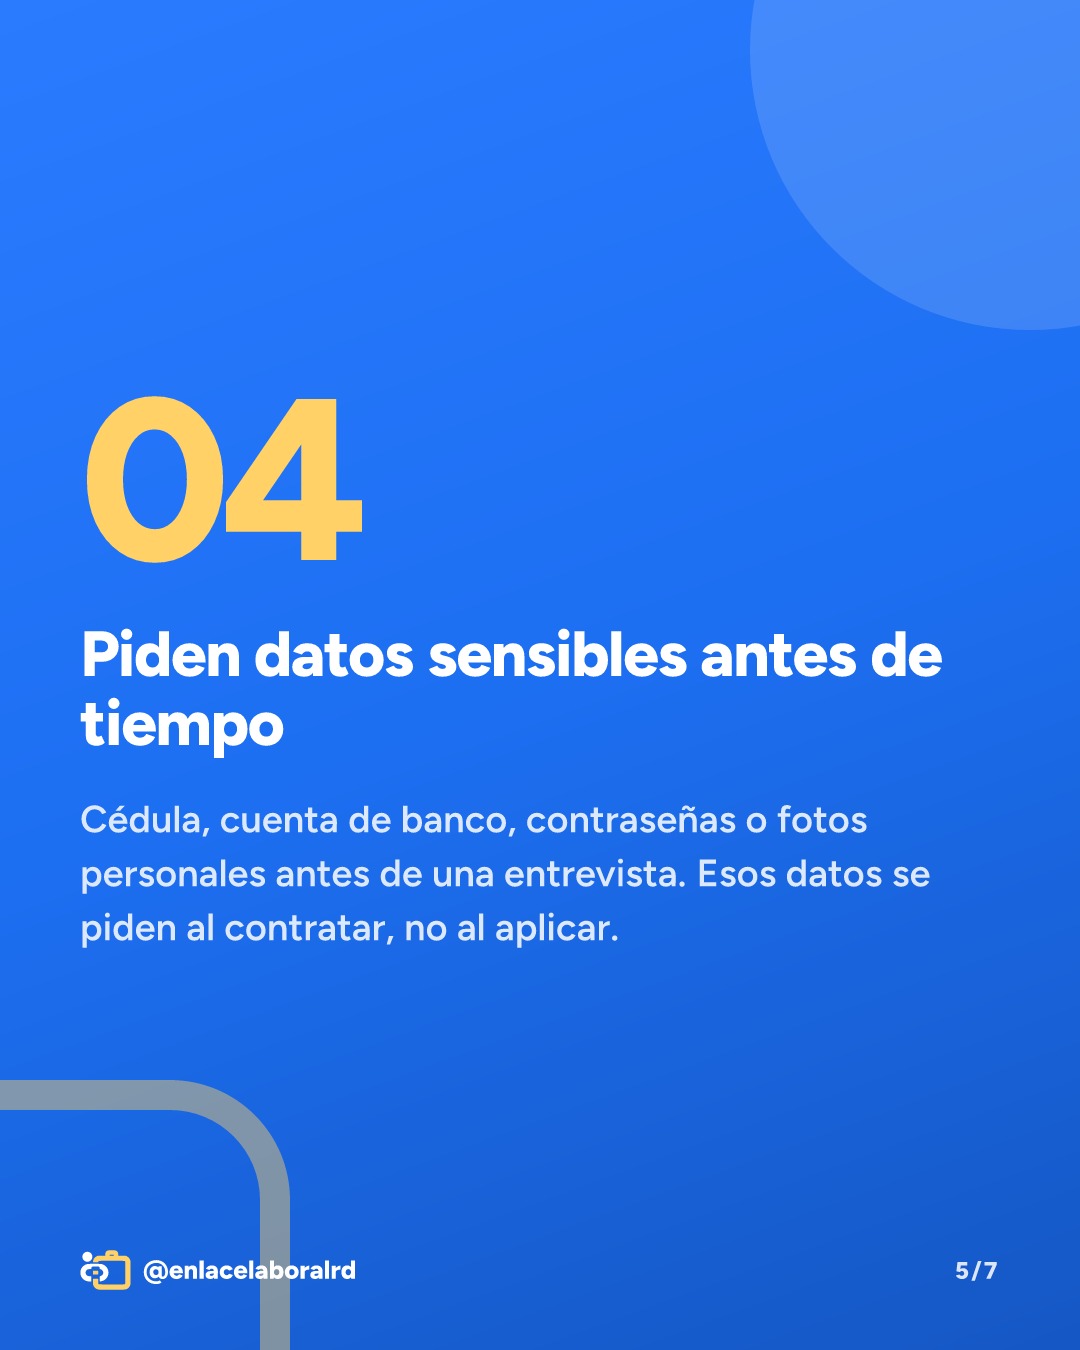 04
Piden datos sensibles antes de
tiempo
Cédula, cuenta de banco, contraseñas o fotos
personales antes de una entrevista. Esos datos se
piden al contratar, no al aplicar.
@enlacelaboralrd
5/7